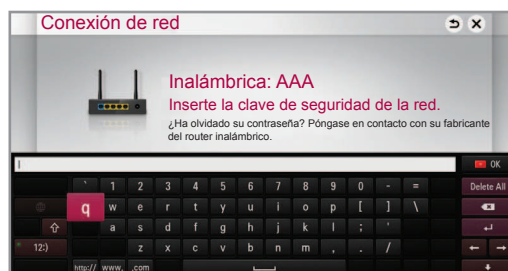 Conexión de red
Inalámbrica: AAA
Inserte la clave de seguridad de la red.
¿Ha olvidado su contraseña? Póngase en contacto con su fabricante
del router inalámbrico.
OK
` 1 2 3 4 5 6 7 8 9 0 - = Delete All
q w e r t y u i o p [ ] \
a s d f g h j k l ; '
12:) z x c v b n m , . /
http:// www. .com